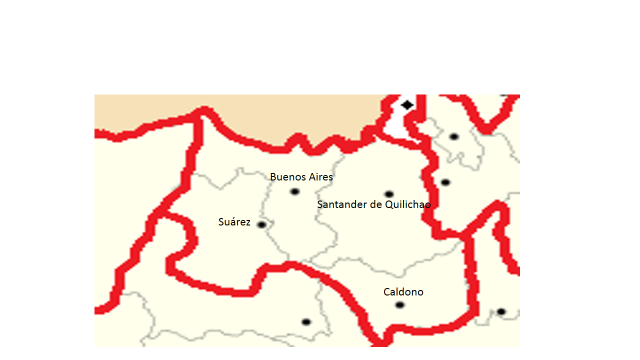 Buenos Aires
Santander de Quilichao
Suárez
Caldono